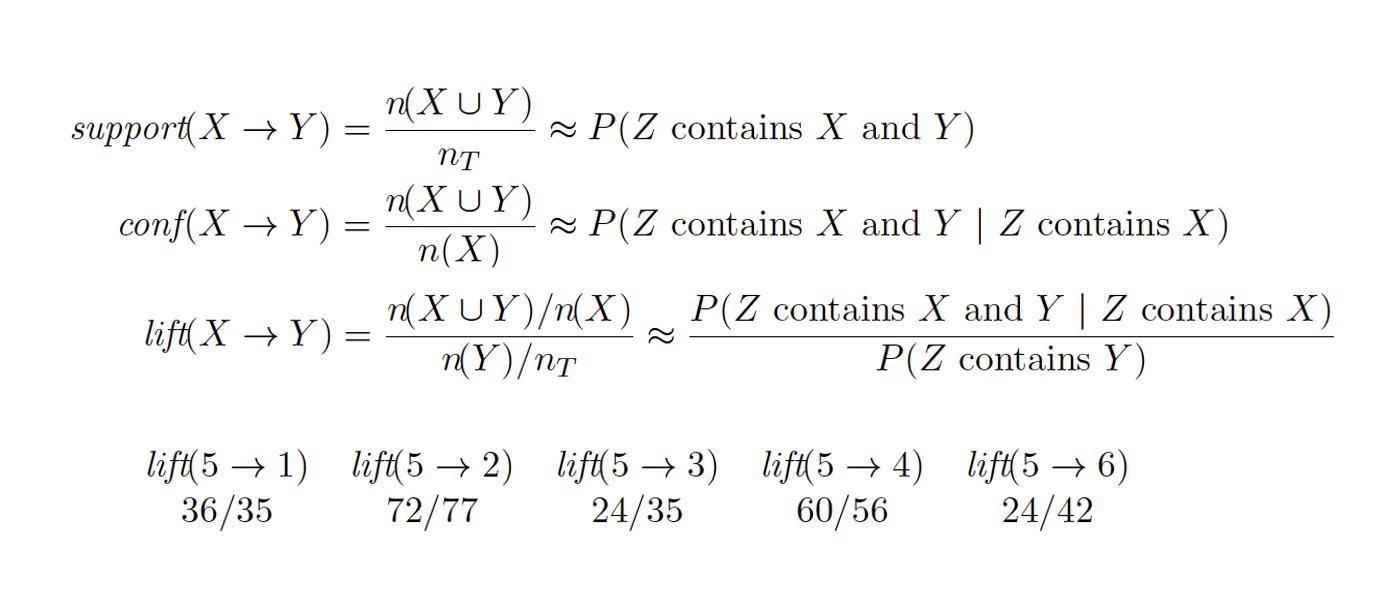 support(X → Y) = n(X ∪ Y) / n_T ≈ P(Z contains X and Y)
conf(X → Y) = n(X ∪ Y) / n(X) ≈ P(Z contains X and Y | Z contains X)
lift(X → Y) = n(X ∪ Y)/n(X) / n(Y)/n_T ≈ P(Z contains X and Y | Z contains X) / P(Z contains Y)
lift(5 → 1) lift(5 → 2) lift(5 → 3) lift(5 → 4) lift(5 → 6)
36/35 72/77 24/35 60/56 24/42